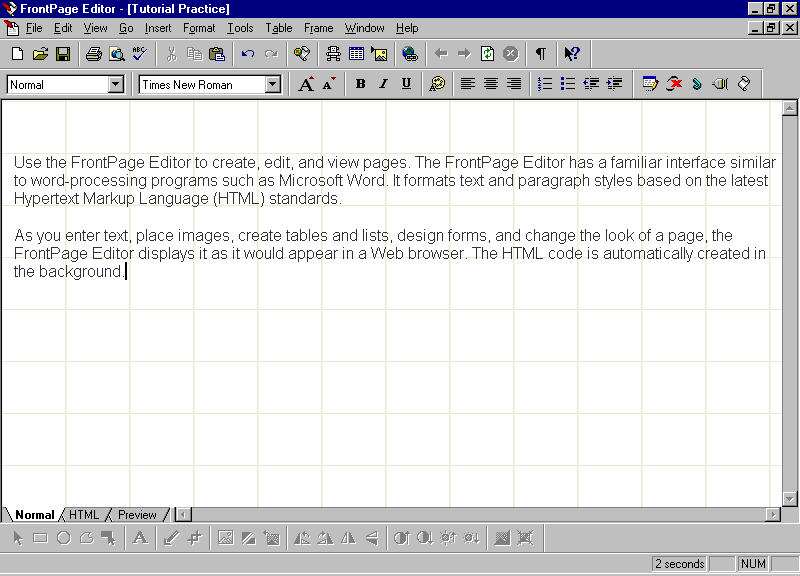 FrontPage Editor - [Tutorial Practice]
File Edit View Go Insert Format Tools Table Frame Window Help
ABC
Normal Times New Roman A A B I U
Use the FrontPage Editor to create, edit, and view pages. The FrontPage Editor has a familiar interface similar
to word-processing programs such as Microsoft Word. It formats text and paragraph styles based on the latest
Hypertext Markup Language (HTML) standards.
As you enter text, place images, create tables and lists, design forms, and change the look of a page, the
FrontPage Editor displays it as it would appear in a Web browser. The HTML code is automatically created in
the background.
Normal HTML Preview
A
2 seconds NUM